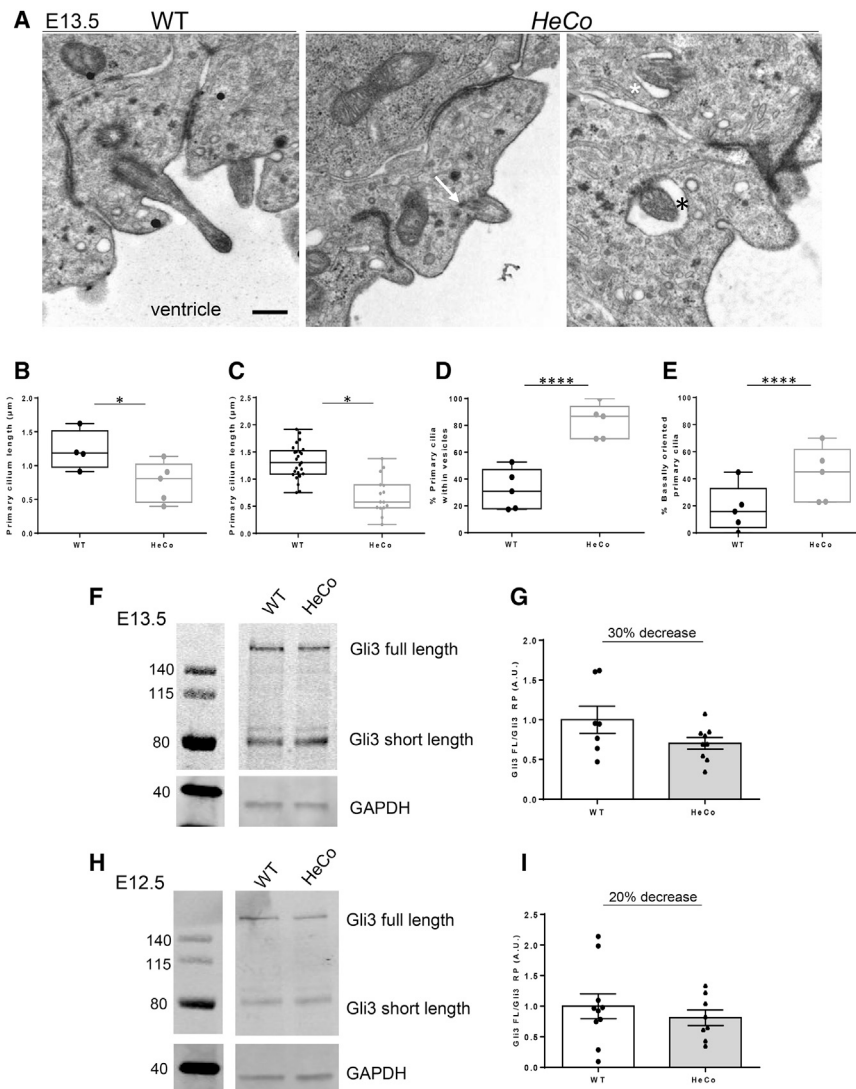 A E13.5 WT HeCo
* *
ventricle
B C D E
* * **** ****
Primary cilium length (µm)
2.0
1.5
1.0
0.5
0.0
WT HeCo
Primary cilium length (µm)
2.5
2.0
1.5
1.0
0.5
0.0
WT HeCo
% Primary cilia
within vesicles
100
80
60
40
20
0
WT HeCo
% Basally oriented
primary cilia
100
80
60
40
20
0
WT HeCo
F
E13.5
WT HeCo
140
115
80
40
Gli3 full length
Gli3 short length
GAPDH
G
30% decrease
Gli3 FL/Gli3 RP (A.U.)
2.0
1.5
1.0
0.5
0.0
WT HeCo
H
E12.5
WT HeCo
140
115
80
40
Gli3 full length
Gli3 short length
GAPDH
I
20% decrease
Gli3 FL/Gli3 RP (A.U.)
2.5
2.0
1.5
1.0
0.5
0.0
WT HeCo